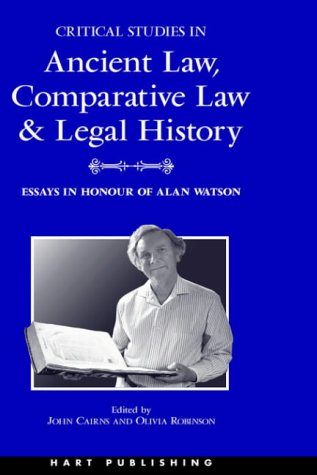 CRITICAL STUDIES IN
Ancient Law,
Comparative Law
& Legal History
ESSAYS IN HONOUR OF ALAN WATSON
Edited by
JOHN CAIRNS AND OLIVIA ROBINSON
HART PUBLISHING